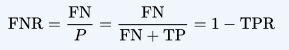 FNR = FN / P = FN / (FN + TP) = 1 − TPR